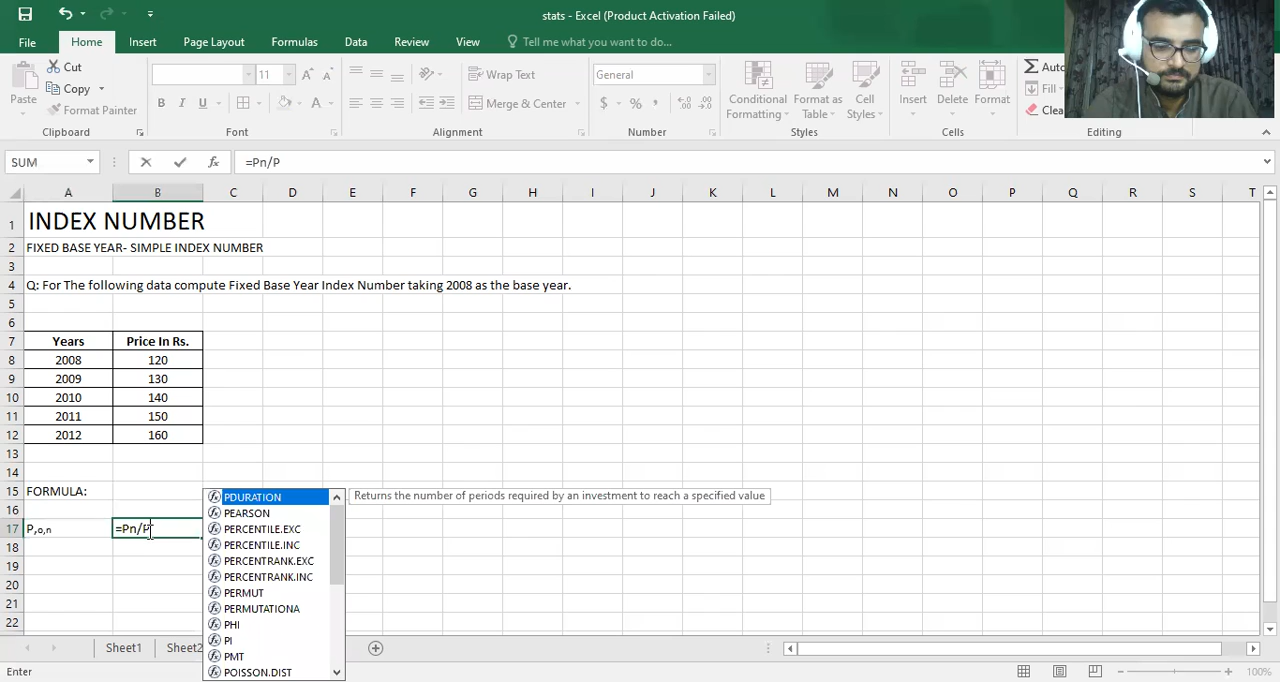 stats - Excel (Product Activation Failed)
File Home Insert Page Layout Formulas Data Review View Tell me what you want to do...
Paste Cut Copy Format Painter
11
Wrap Text
Merge & Center
General
$ % ,
Conditional Formatting Format as Table Cell Styles
Insert Delete Format
Auto
Fill
Clea
Clipboard Font Alignment Number Styles Cells Editing
SUM fx =Pn/P
A B C D E F G H I J K L M N O P Q R S T
1 INDEX NUMBER
2 FIXED BASE YEAR- SIMPLE INDEX NUMBER
3
4 Q: For The following data compute Fixed Base Year Index Number taking 2008 as the base year.
5
6
7 Years Price In Rs.
8 2008 120
9 2009 130
10 2010 140
11 2011 150
12 2012 160
13
14
15 FORMULA:
16
17 P,o,n =Pn/P
18
19
20
21
22
PDURATION Returns the number of periods required by an investment to reach a specified value
PEARSON
PERCENTILE.EXC
PERCENTILE.INC
PERCENTRANK.EXC
PERCENTRANK.INC
PERMUT
PERMUTATIONA
PHI
PI
PMT
POISSON.DIST
Sheet1 Sheet2
Enter 100%